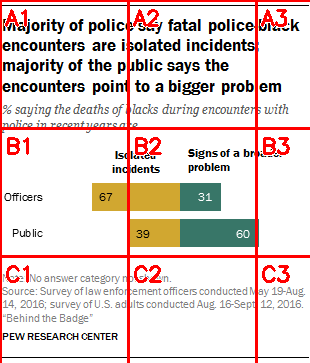 Majority of police say fatal police-black
encounters are isolated incidents;
majority of the public says the
encounters point to a bigger problem
% saying the deaths of blacks during encounters with
police in recent years are
Isolated
incidents
Signs of a broader
problem
Officers 67 31
Public 39 60
Note: No answer category not shown.
Source: Survey of law enforcement officers conducted May 19-Aug.
14, 2016; survey of U.S. adults conducted Aug. 16-Sept. 12, 2016.
“Behind the Badge”
PEW RESEARCH CENTER
A1
A2
A3
B1
B2
B3
C1
C2
C3